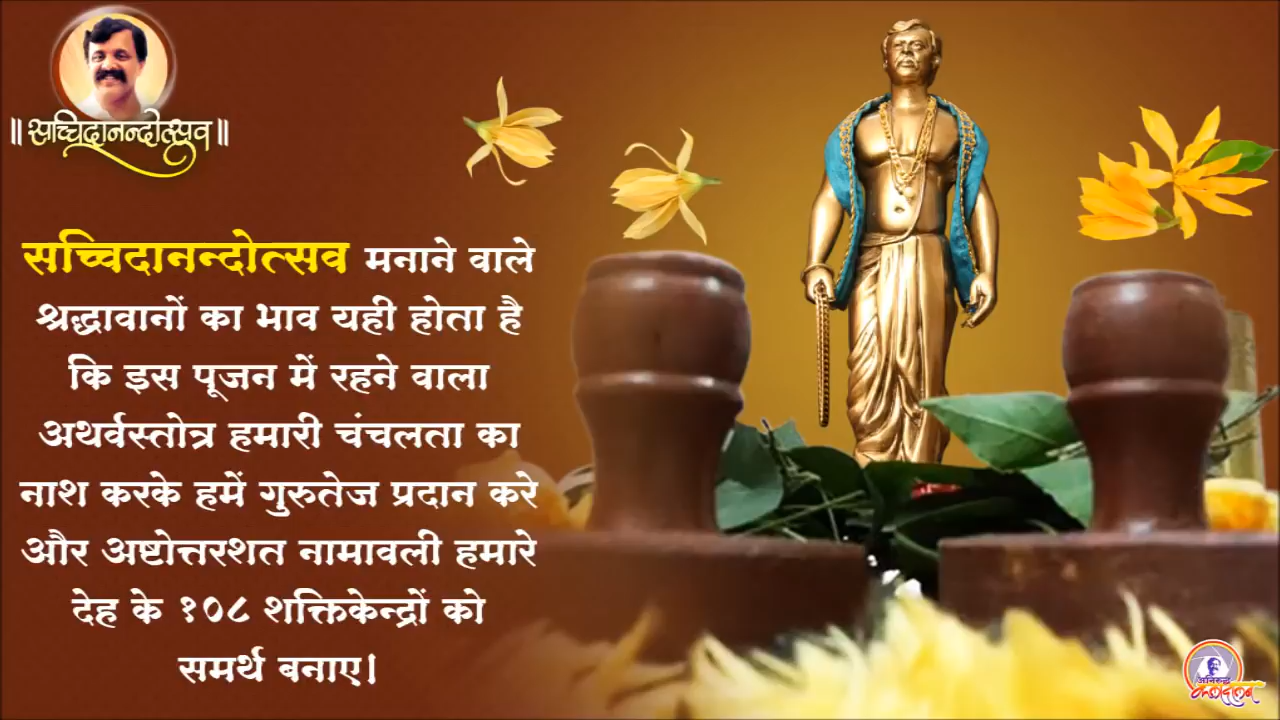 ॥ सच्चिदानन्दोत्सव ॥
सच्चिदानन्दोत्सव मनाने वाले
श्रद्धावानों का भाव यही होता है
कि इस पूजन में रहने वाला
अथर्वस्तोत्र हमारी चंचलता का
नाश करके हमें गुरुतेज प्रदान करे
और अष्टोत्तरशत नामावली हमारे
देह के १०८ शक्तिकेन्द्रों को
समर्थ बनाए।
अनिरुद्ध